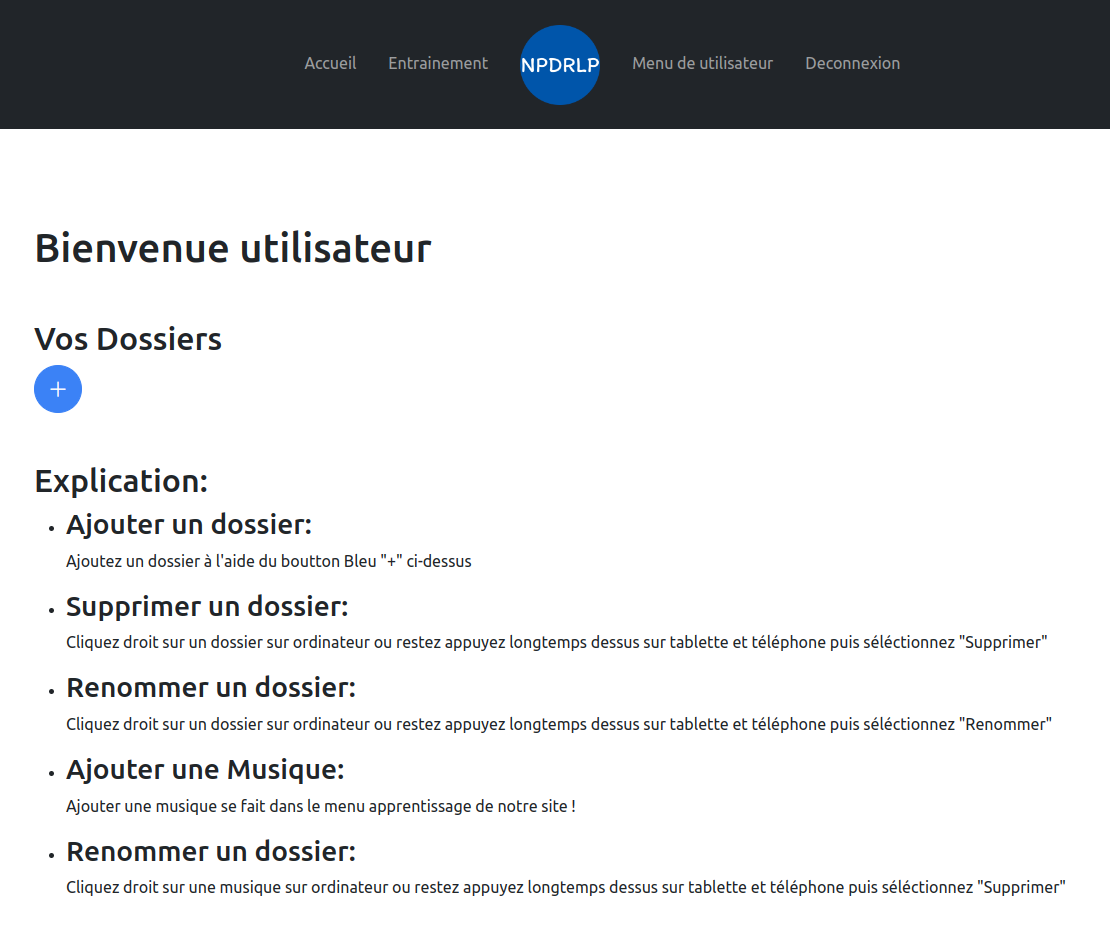 Accueil Entrainement NPDRLP Menu de utilisateur Deconnexion
Bienvenue utilisateur
Vos Dossiers
+
Explication:
• Ajouter un dossier:
Ajoutez un dossier à l'aide du boutton Bleu "+" ci-dessus
• Supprimer un dossier:
Cliquez droit sur un dossier sur ordinateur ou restez appuyez longtemps dessus sur tablette et téléphone puis séléctionnez "Supprimer"
• Renommer un dossier:
Cliquez droit sur un dossier sur ordinateur ou restez appuyez longtemps dessus sur tablette et téléphone puis séléctionnez "Renommer"
• Ajouter une Musique:
Ajouter une musique se fait dans le menu apprentissage de notre site !
• Renommer un dossier:
Cliquez droit sur une musique sur ordinateur ou restez appuyez longtemps dessus sur tablette et téléphone puis séléctionnez "Supprimer"